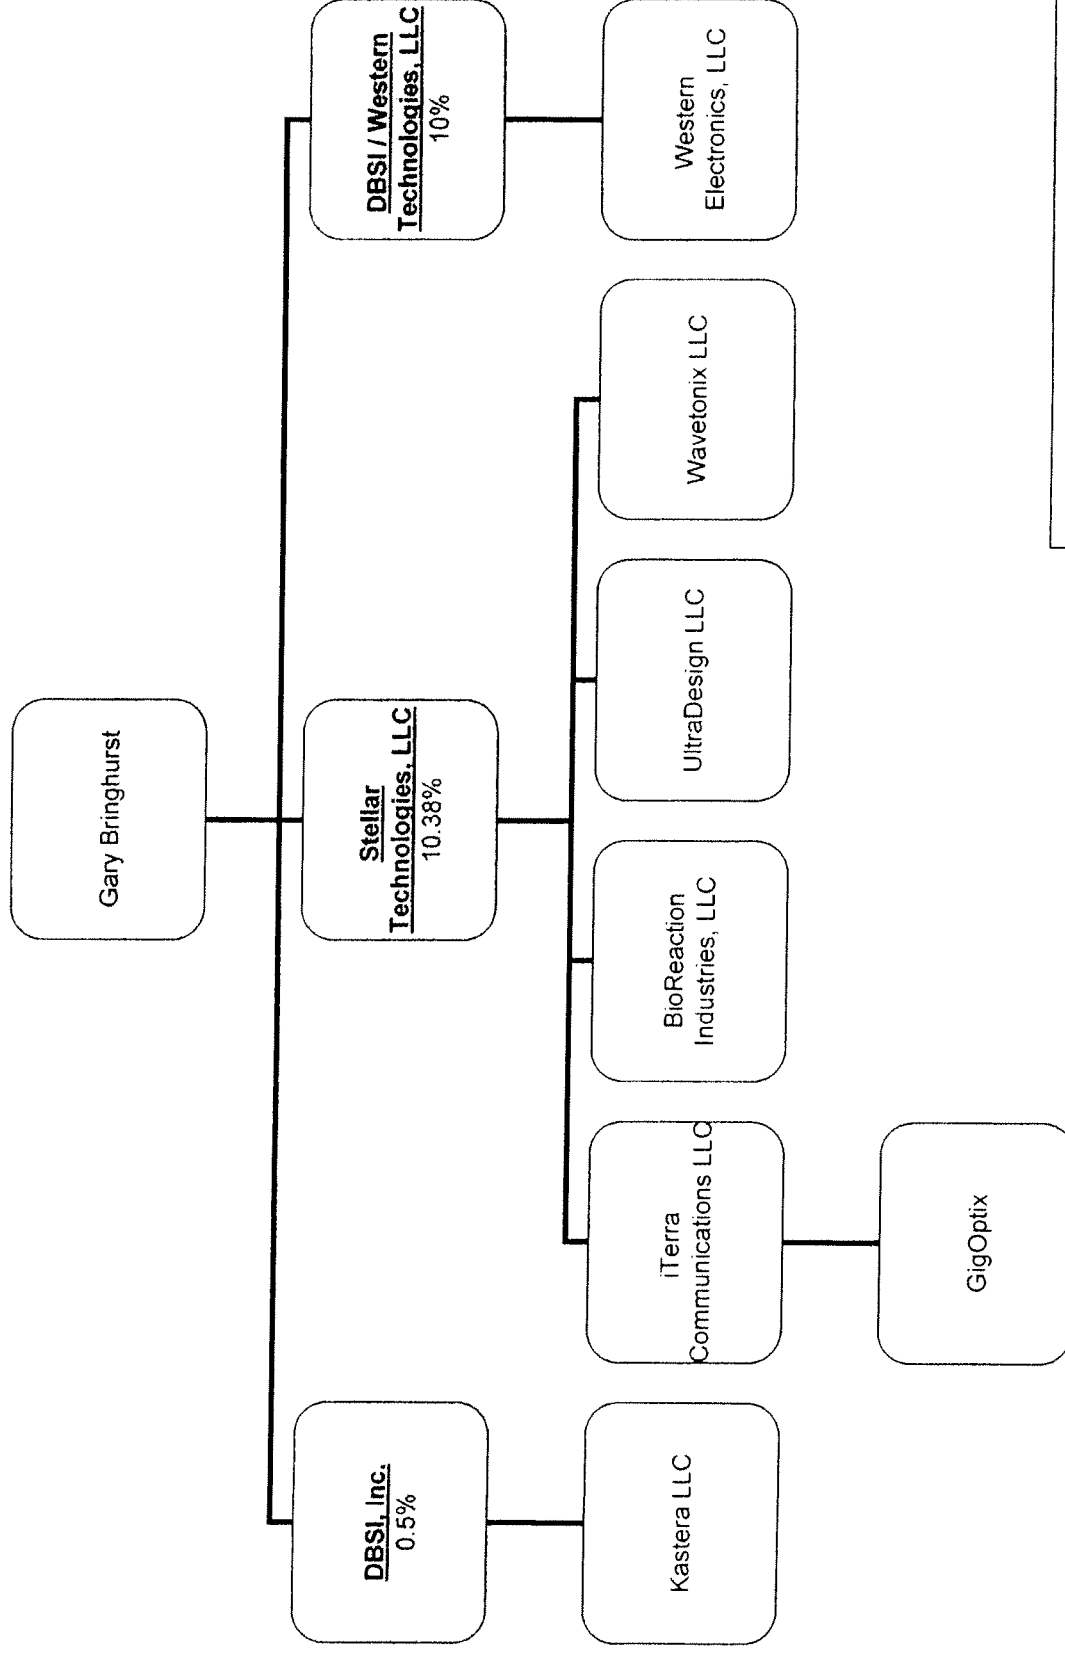 Gary Bringhurst
DBSI, Inc.
0.5%
Stellar
Technologies, LLC
10.38%
DBSI / Western
Technologies, LLC
10%
Kastera LLC
iTerra
Communications LLC
BioReaction
Industries, LLC
UltraDesign LLC
Wavetonix LLC
Western
Electronics, LLC
GigOptix